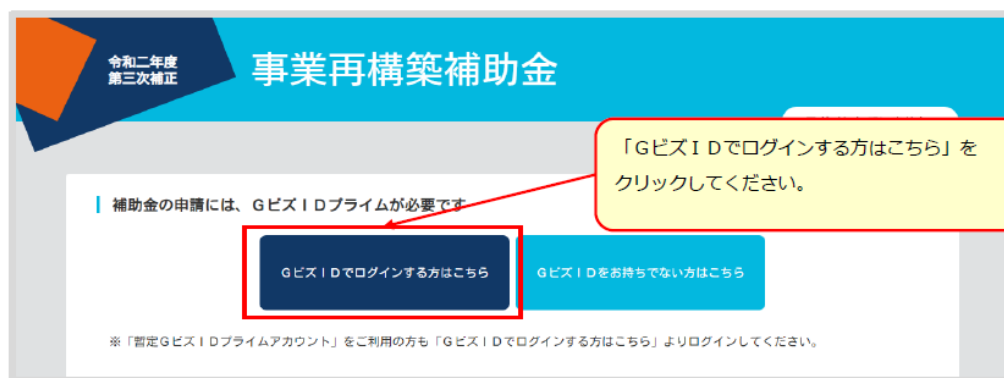 令和二年度
第三次補正
事業再構築補助金
「GビズIDでログインする方はこちら」を
クリックしてください。
補助金の申請には、GビズIDプライムが必要です
GビズIDでログインする方はこちら
GビズIDをお持ちでない方はこちら
※「暫定GビズIDプライムアカウント」をご利用の方も「GビズIDでログインする方はこちら」よりログインしてください。